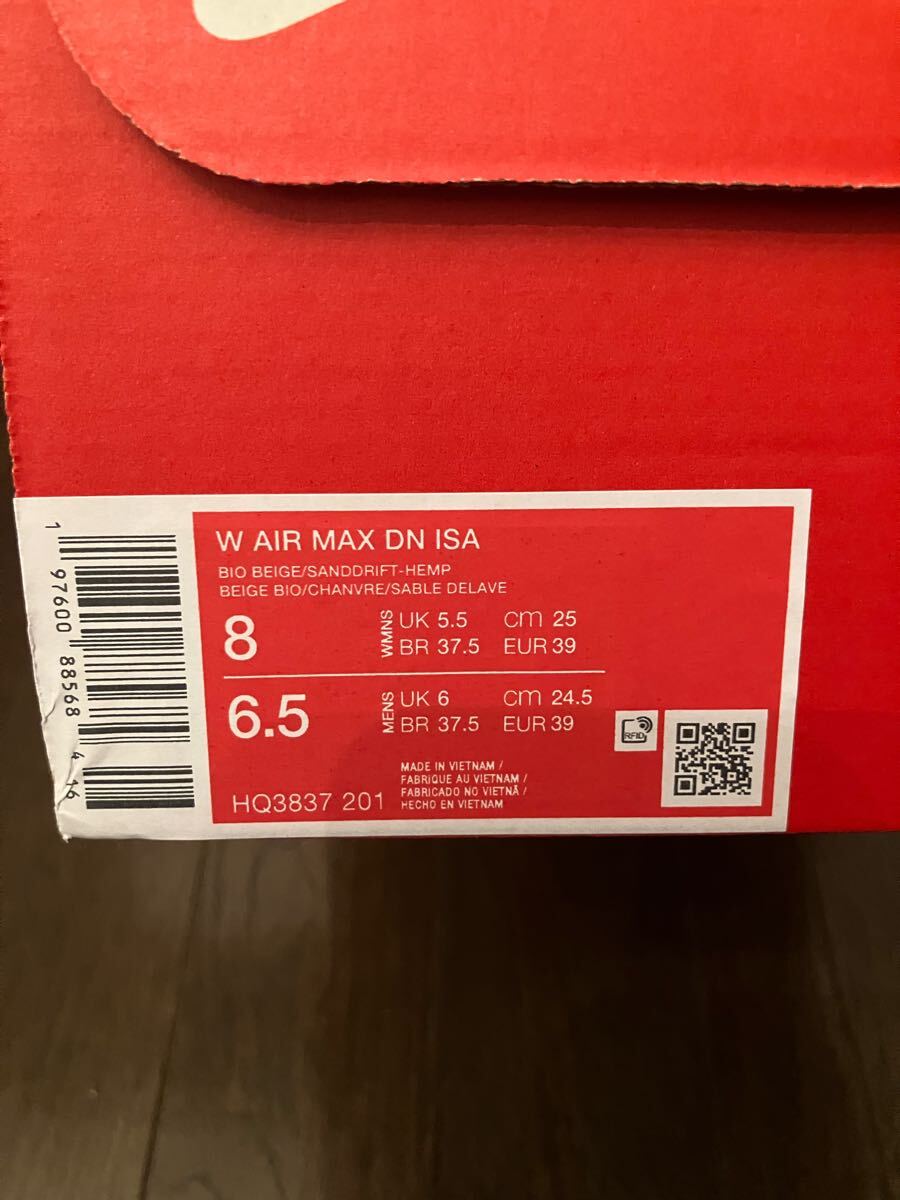 W AIR MAX DN ISA
BIO BEIGE/SANDDRIFT-HEMP
BEIGE BIO/CHANVRE/SABLE DELAVE
8 WMNS UK 5.5 cm 25
BR 37.5 EUR 39
6.5 MENS UK 6 cm 24.5
BR 37.5 EUR 39
MADE IN VIETNAM /
FABRIQUE AU VIETNAM /
FABRICADO NO VIETNÃ /
HECHO EN VIETNAM
HQ3837 201
RFID
1 97600 88568 4 16